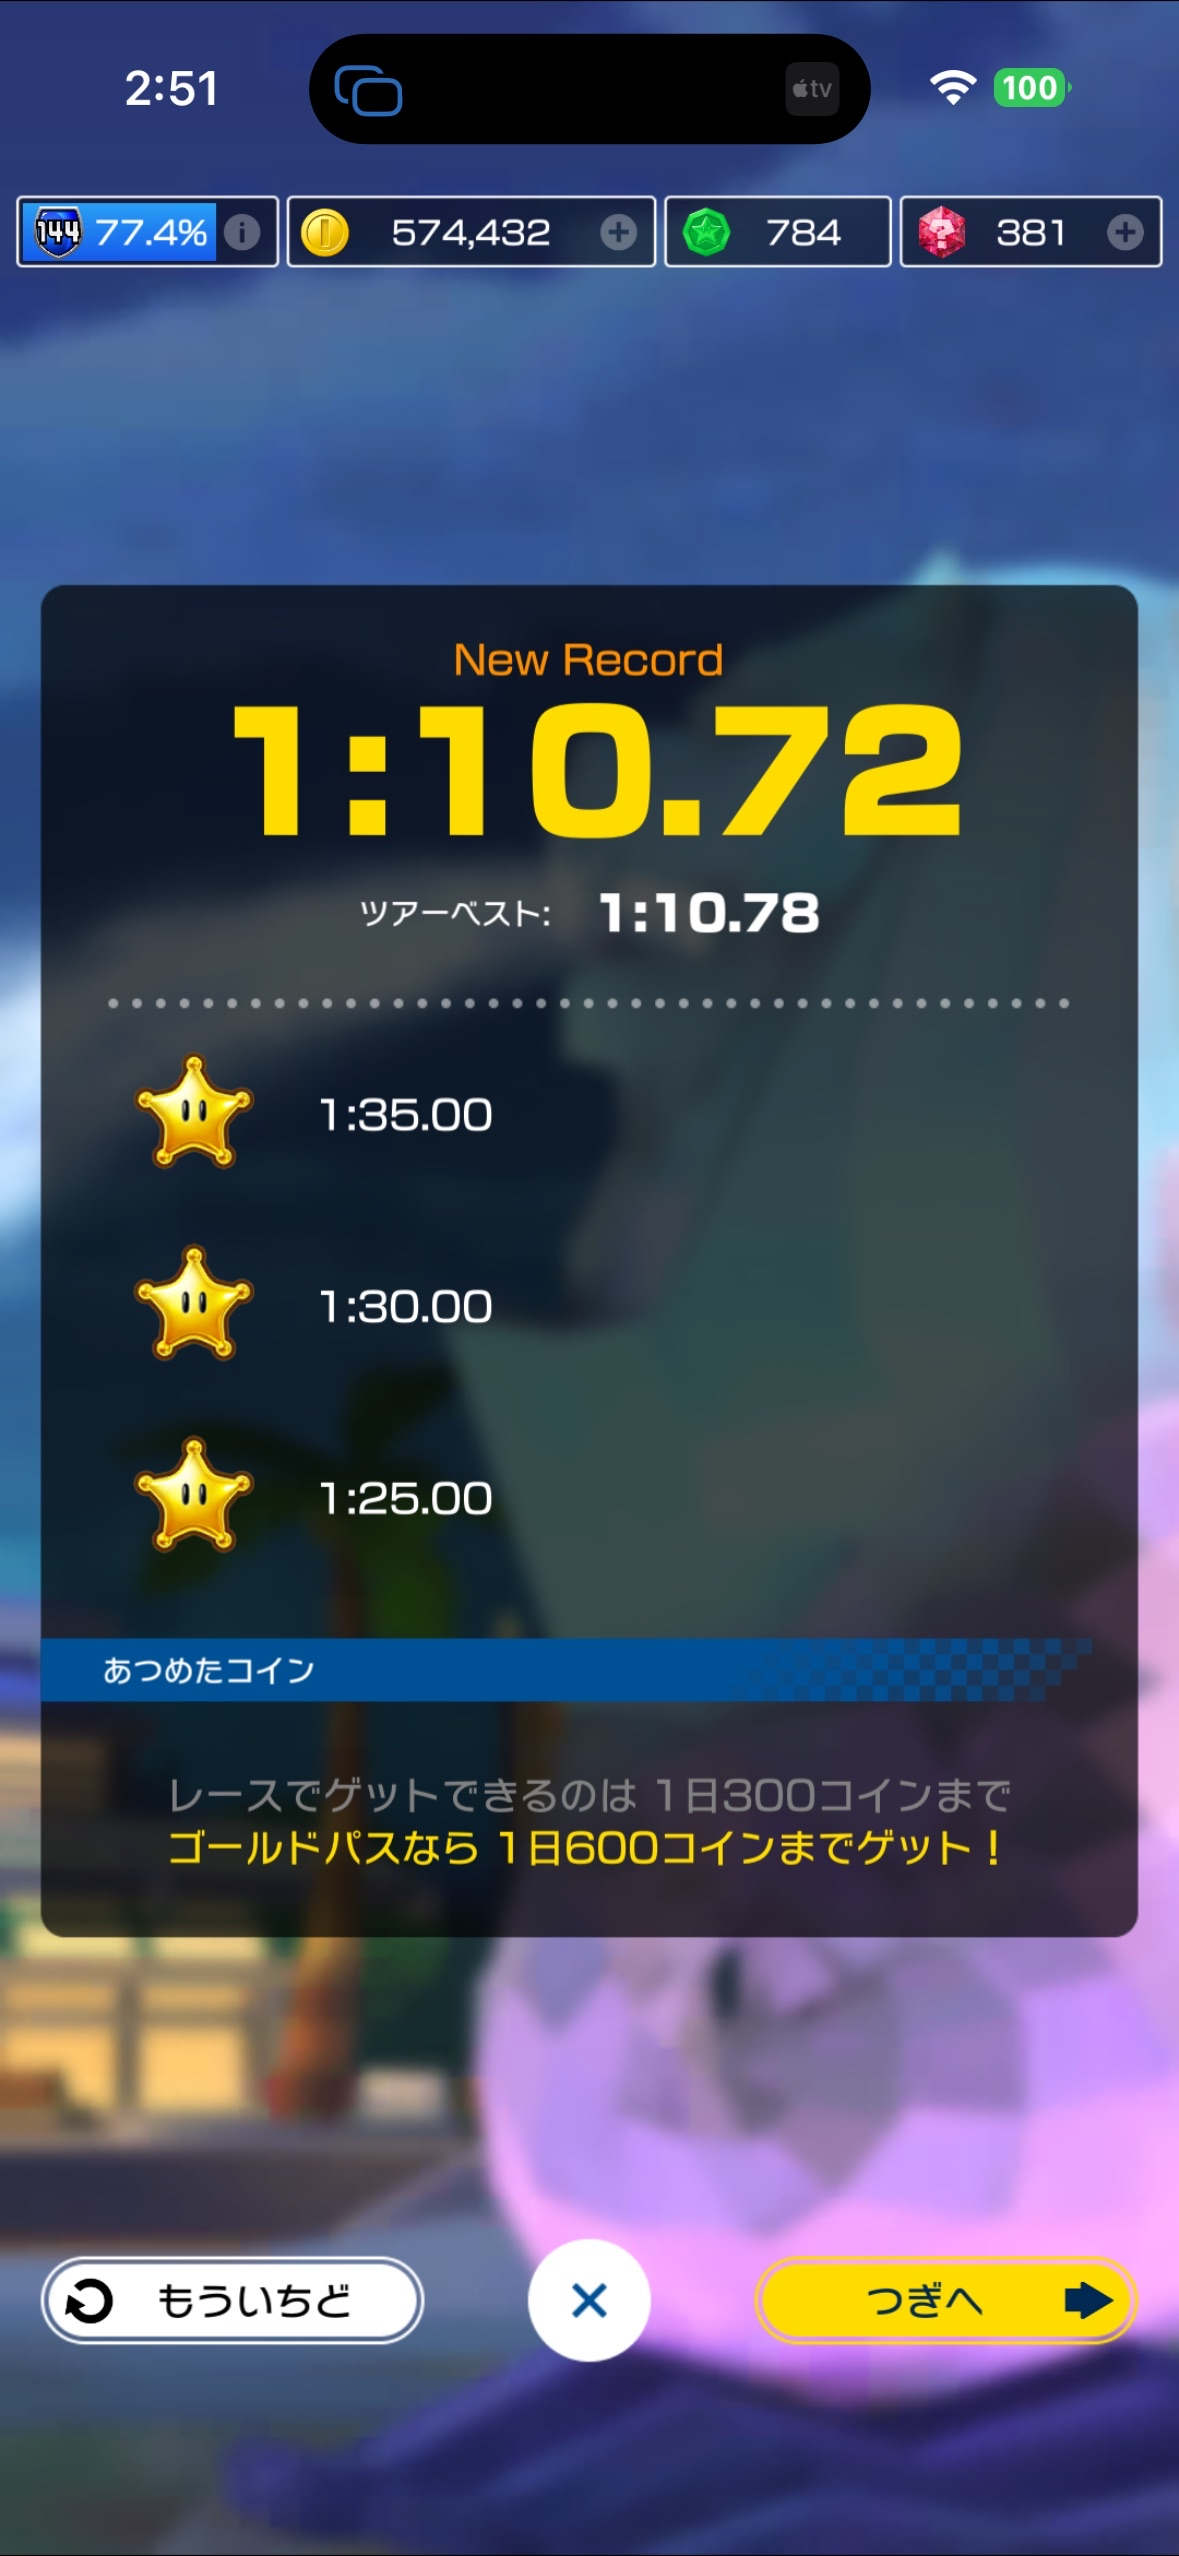 2:51
tv
100
144 77.4% i 574,432 784 381
New Record
1:10.72
ツアーベスト: 1:10.78
1:35.00
1:30.00
1:25.00
あつめたコイン
レースでゲットできるのは 1日300コインまで
ゴールドパスなら 1日600コインまでゲット!
もういちど
つぎへ